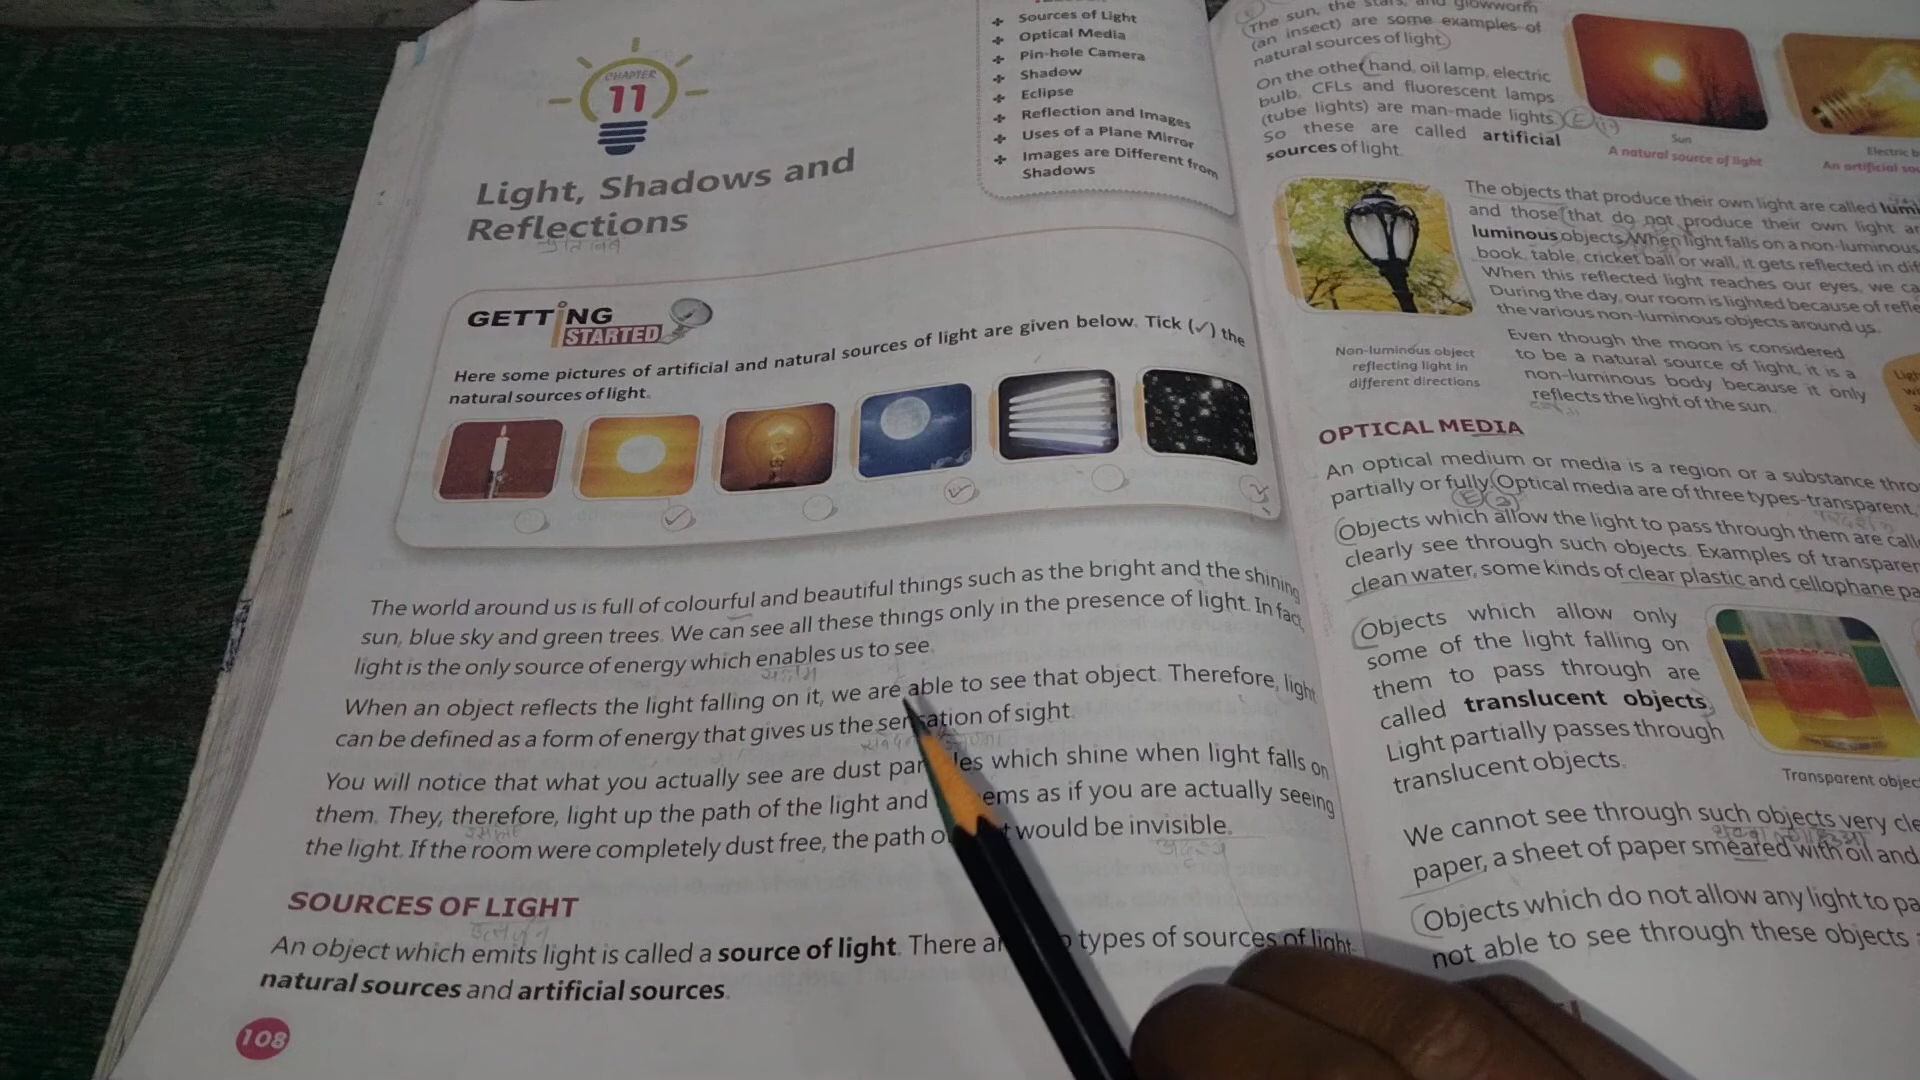 CHAPTER
11
Light, Shadows and
Reflections
Sources of Light
Optical Media
Pin-hole Camera
Shadow
Eclipse
Reflection and Images
Uses of a Plane Mirror
Images are Different from
Shadows
GETTING
STARTED
Here some pictures of artificial and natural sources of light are given below. Tick (✓) the
natural sources of light.
The world around us is full of colourful and beautiful things such as the bright and the shining
sun, blue sky and green trees. We can see all these things only in the presence of light. In fact,
light is the only source of energy which enables us to see.
When an object reflects the light falling on it, we are able to see that object. Therefore, light
can be defined as a form of energy that gives us the sensation of sight.
You will notice that what you actually see are dust which shine when light falls on
them. They, therefore, light up the path of the light and as if you are actually seeing
the light. If the room were completely dust free, the path would be invisible.
अदृश्य
SOURCES OF LIGHT
An object which emits light is called a source of light. There types of sources of light
natural sources and artificial sources.
108
The sun, the stars, and glowworm
(an insect) are some examples of
natural sources of light.
On the other hand, oil lamp, electric
bulb, CFLs and fluorescent lamps
(tube lights) are man-made lights.
So these are called artificial
sources of light.
Sun
A natural source of light
Electric
An artificial
The objects that produce their own light are called
and those that do not produce their own light
luminous objects. When light falls on a non-luminous
book, table, cricket ball or wall, it gets reflected in
When this reflected light reaches our eyes, we
During the day, our room is lighted because of
the various non-luminous objects around us.
Non-luminous object
reflecting light in
different directions
Even though the moon is considered
to be a natural source of light, it is a
non-luminous body because it only
reflects the light of the sun.
OPTICAL MEDIA
An optical medium or media is a region or a substance
partially or fully. Optical media are of three types-transparent,
Objects which allow the light to pass through them are
clearly see through such objects. Examples of
clean water, some kinds of clear plastic and cellophane
Objects which allow only
some of the light falling on
them to pass through are
called translucent objects.
Light partially passes through
translucent objects.
Transparent
We cannot see through such objects very
paper, a sheet of paper smeared with oil and
Objects which do not allow any light to
not able to see through these objects